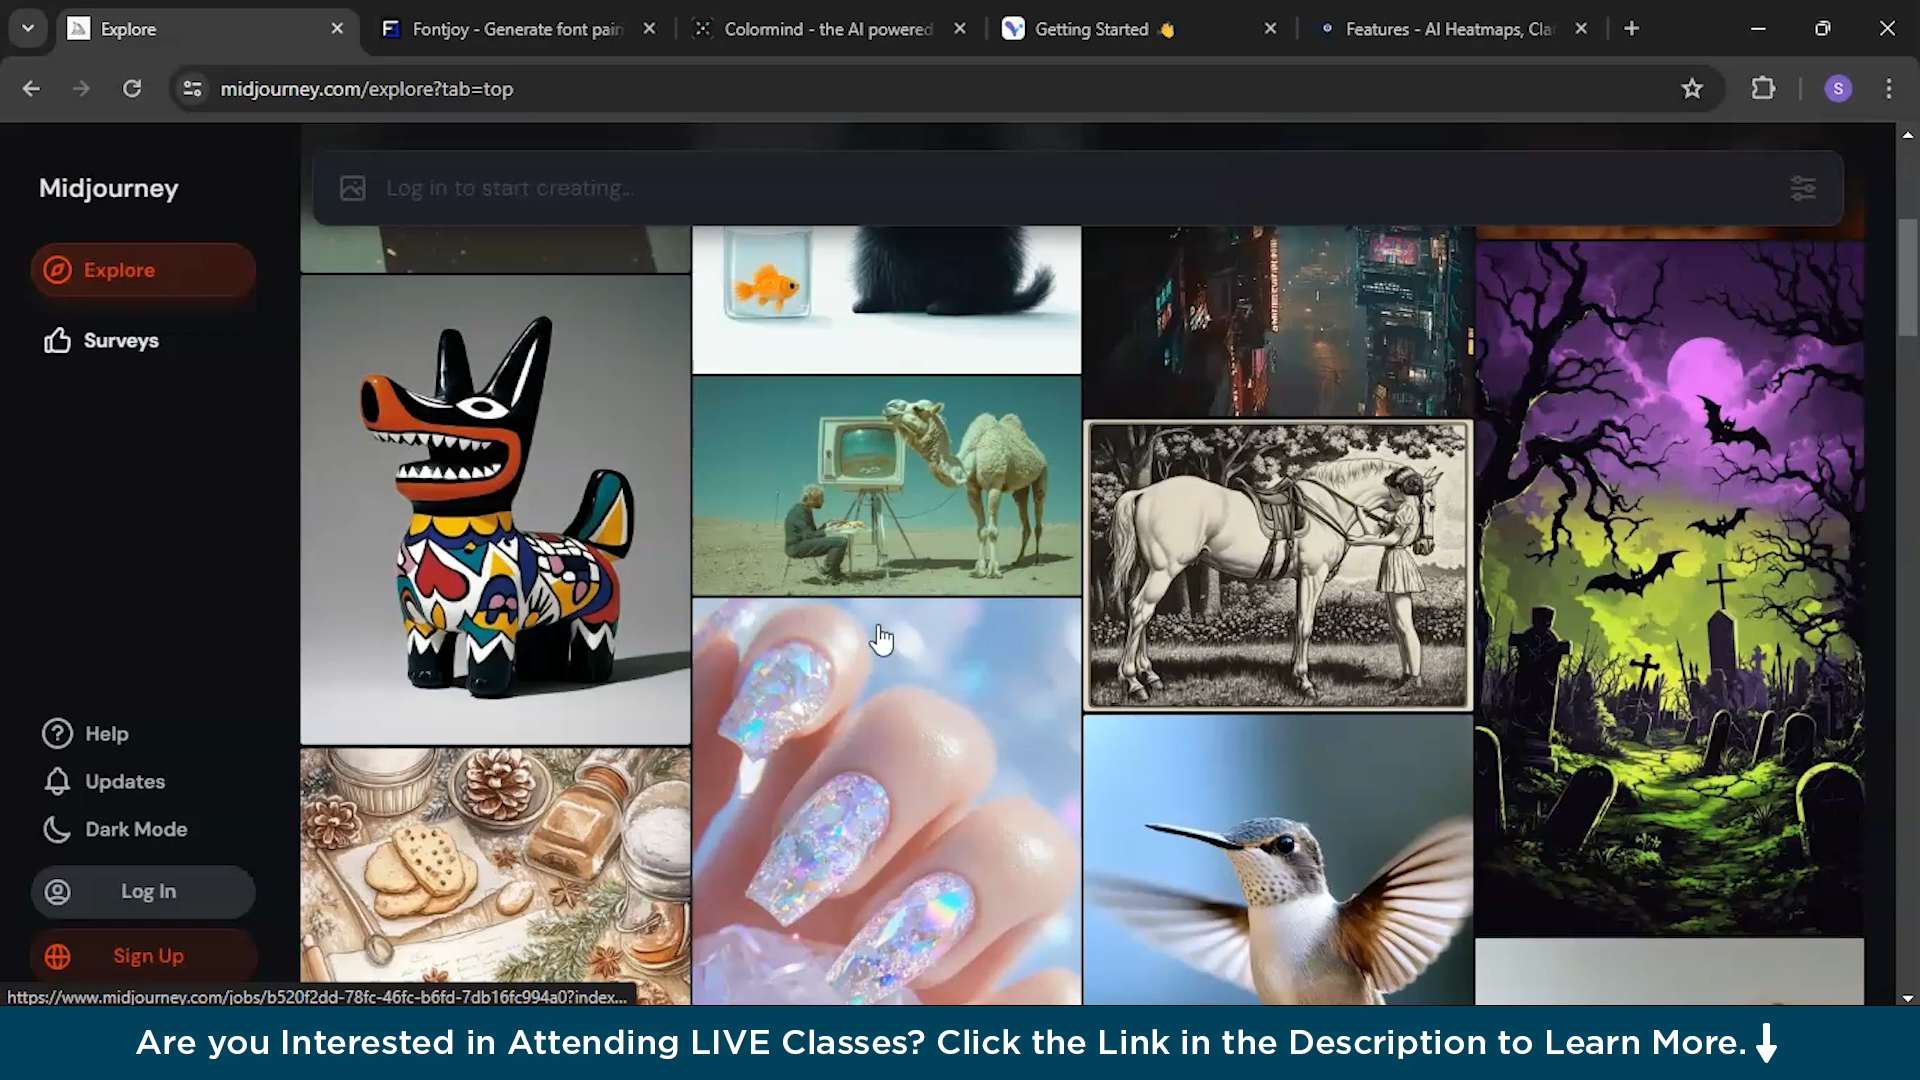 Explore
Fontjoy - Generate font pair
Colormind - the AI powered
Getting Started 👋
Features - AI Heatmaps, Clar
midjourney.com/explore?tab=top
S
Midjourney
Log in to start creating...
Explore
Surveys
Help
Updates
Dark Mode
Log In
Sign Up
https://www.midjourney.com/jobs/b520f2dd-78fc-46fc-b6fd-7db16fc994a0?index...
Are you Interested in Attending LIVE Classes? Click the Link in the Description to Learn More.